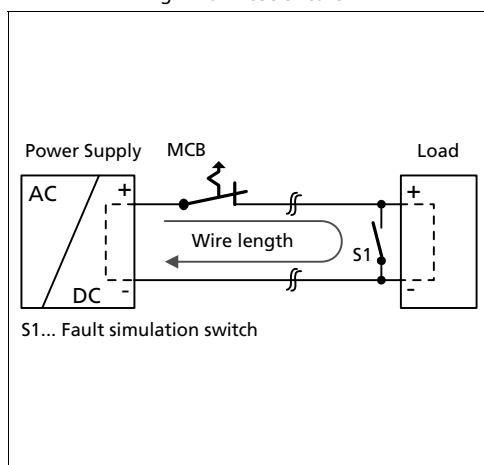 Power Supply
MCB
Load
AC
+
+
Wire length
S1
DC
-
-
S1... Fault simulation switch